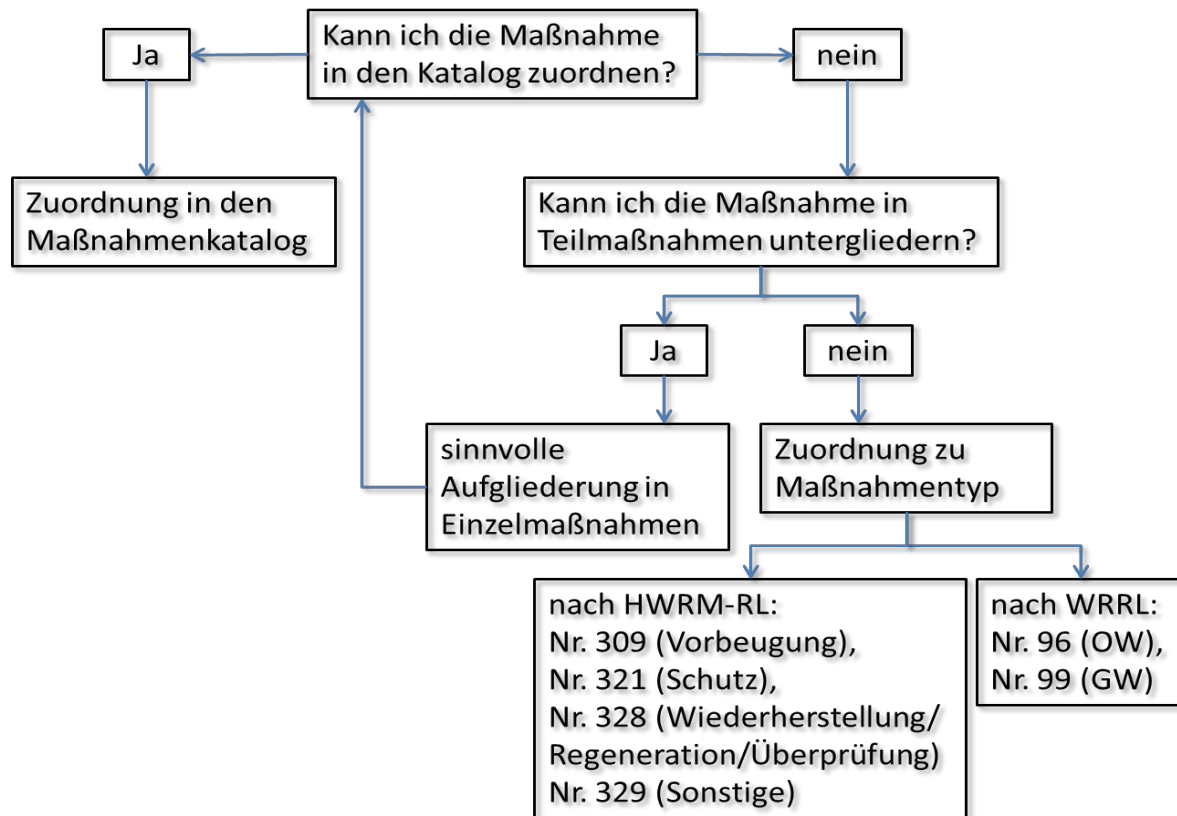 Ja
Kann ich die Maßnahme
in den Katalog zuordnen?
nein
Zuordnung in den
Maßnahmenkatalog
Kann ich die Maßnahme in
Teilmaßnahmen untergliedern?
Ja
nein
sinnvolle
Aufgliederung in
Einzelmaßnahmen
Zuordnung zu
Maßnahmentyp
nach HWRM-RL:
Nr. 309 (Vorbeugung),
Nr. 321 (Schutz),
Nr. 328 (Wiederherstellung/
Regeneration/Überprüfung)
Nr. 329 (Sonstige)
nach WRRL:
Nr. 96 (OW),
Nr. 99 (GW)